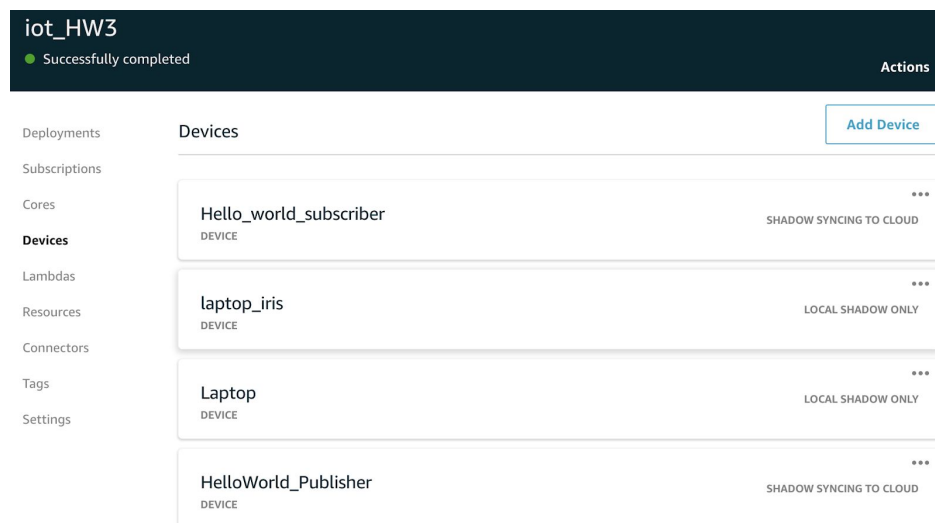 iot_HW3
Successfully completed
Actions
Deployments
Subscriptions
Cores
Devices
Lambdas
Resources
Connectors
Tags
Settings
Devices
Add Device
Hello_world_subscriber
DEVICE
SHADOW SYNCING TO CLOUD
laptop_iris
DEVICE
LOCAL SHADOW ONLY
Laptop
DEVICE
LOCAL SHADOW ONLY
HelloWorld_Publisher
DEVICE
SHADOW SYNCING TO CLOUD